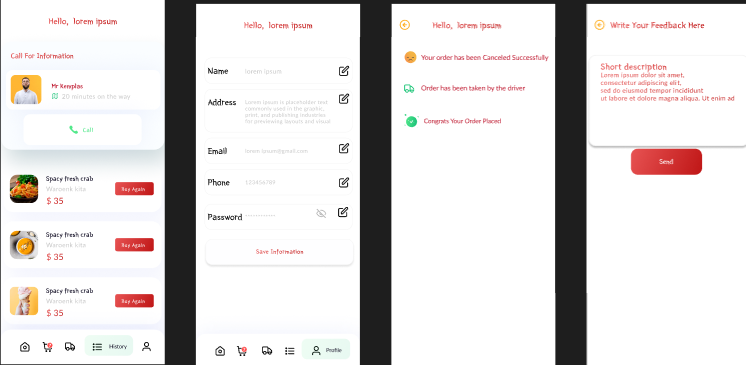 Hello, lorem ipsum
Call For Information
Mr Kenplas
20 minutes on the way
Call
Spacy fresh crab
Waroenk kita
$ 35
Buy Again
Spacy fresh crab
Waroenk kita
$ 35
Buy Again
Spacy fresh crab
Waroenk kita
$ 35
Buy Again
History
Hello, lorem ipsum
Name
lorem ipsum
Address
Lorem ipsum is placeholder text
commonly used in the graphic,
print, and publishing industries
for previewing layouts and visual
Email
lorem ipsum@gmail.com
Phone
123456789
Password
************
Save Information
Profile
Hello, lorem ipsum
Your order has been Canceled Successfully
Order has been taken by the driver
Congrats Your Order Placed
Write Your Feedback Here
Short description
Lorem ipsum dolor sit amet,
consectetur adipiscing elit,
sed do eiusmod tempor incididunt
ut labore et dolore magna aliqua. Ut enim ad
Send